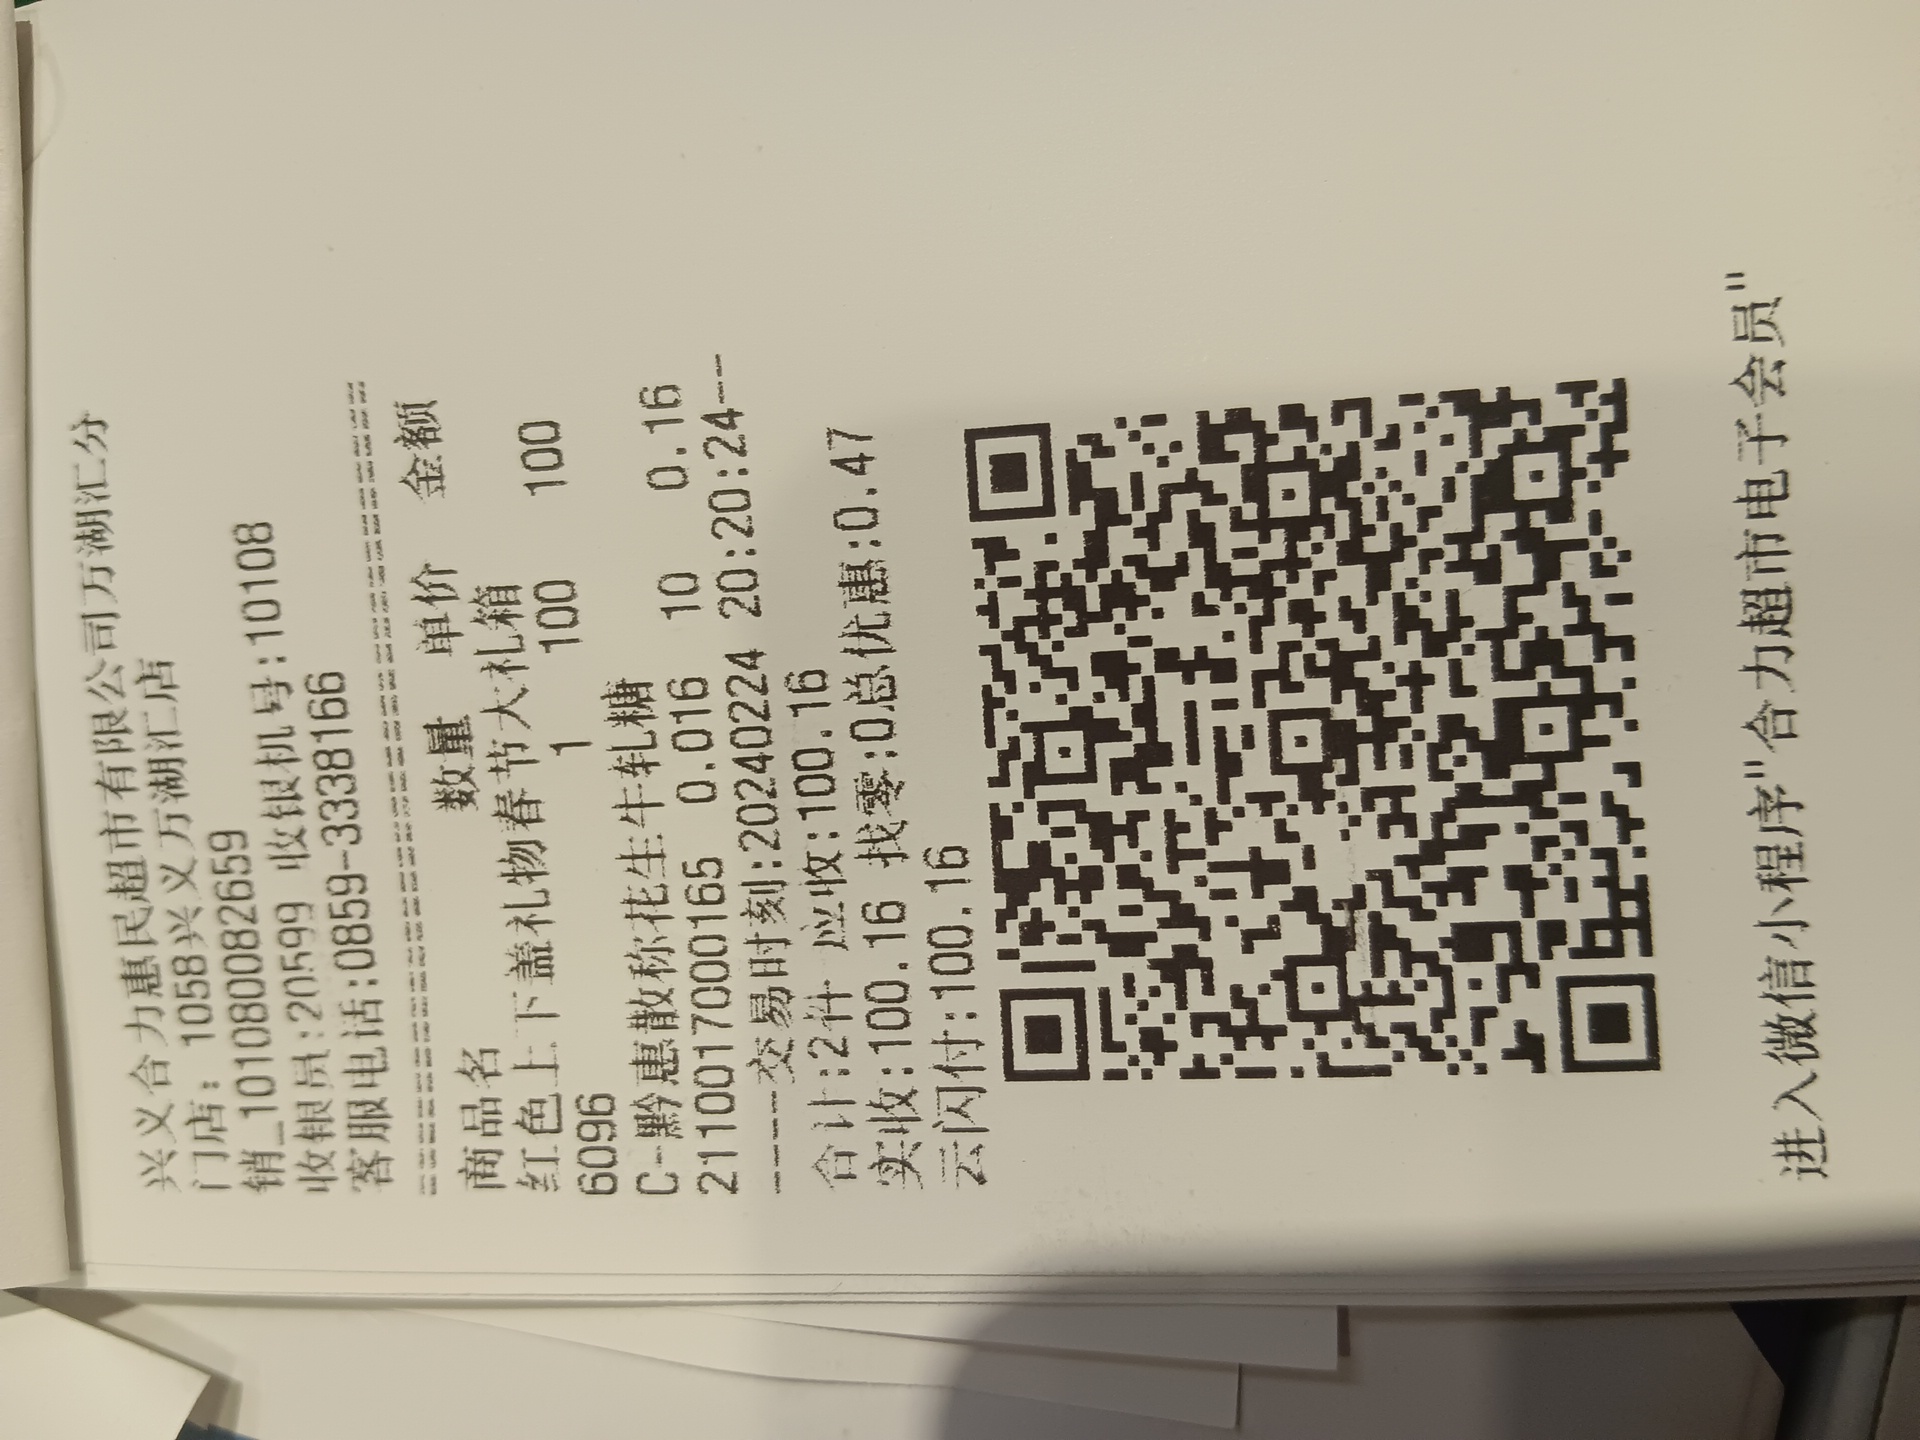 兴义合力惠民超市有限公司万湖汇分
门店: 1058兴义万湖汇店
销_101080082659
收银员:205599 收银机号:10108
客服电话:0859-3338166
商品名 数量 单价 金额
红色上下盖礼物春节大礼箱
6096 1 100 100
C-黔惠散称花生牛轧糖
2110017000165 0.016 10 0.16
----交易时刻:20240224 20:20:24--
合计:2件 应收:100.16
实收:100.16 找零:0总优惠:0.47
云闪付:100.16
进入微信小程序"合力超市电子会员"